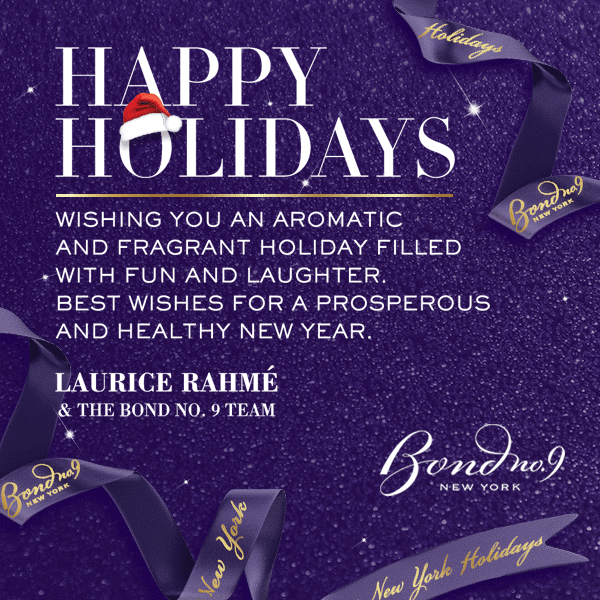 Holidays
HAPPY
HOLIDAYS
Bond no.9
NEW YORK
WISHING YOU AN AROMATIC
AND FRAGRANT HOLIDAY FILLED
WITH FUN AND LAUGHTER.
BEST WISHES FOR A PROSPEROUS
AND HEALTHY NEW YEAR.
LAURICE RAHMÉ
& THE BOND NO. 9 TEAM
Bond no.9
NEW YORK
Bond no.9
NEW YORK
New York
New York Holidays